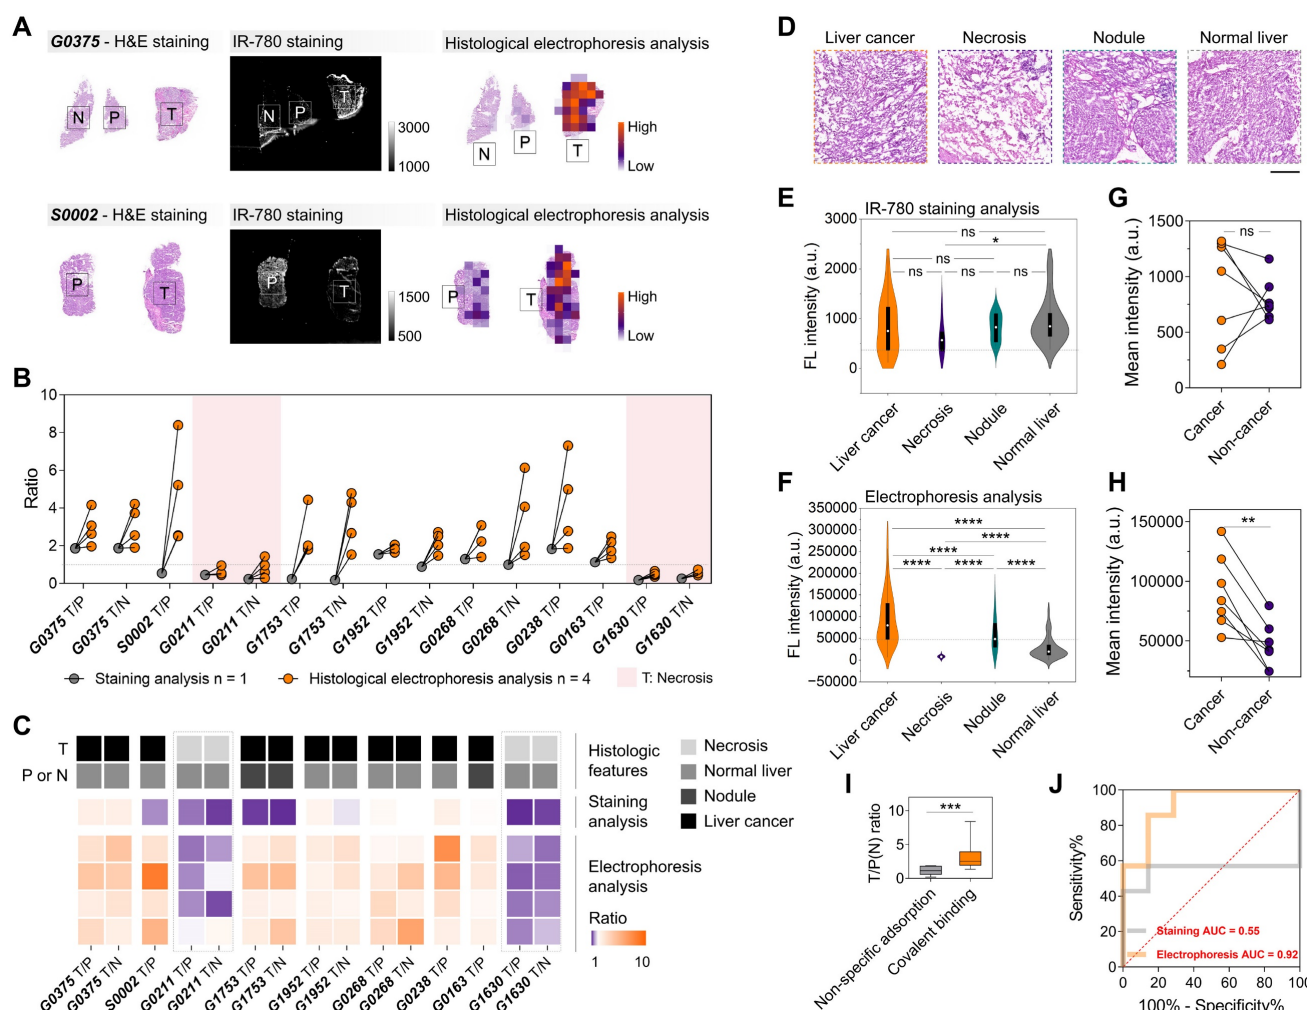 A
G0375 - H&E staining
IR-780 staining
Histological electrophoresis analysis
N
P
T
N
P
T
3000
1000
N
P
T
High
Low
S0002 - H&E staining
IR-780 staining
Histological electrophoresis analysis
P
T
P
T
1500
500
P
T
High
Low
B
Ratio
10
8
6
4
2
0
G0375 T/P
G0375 T/N
S0002 T/P
G0211 T/P
G0211 T/N
G1753 T/P
G1753 T/N
G1952 T/P
G1952 T/N
G0268 T/P
G0268 T/N
G0238 T/P
G0163 T/P
G1630 T/P
G1630 T/N
Staining analysis n = 1
Histological electrophoresis analysis n = 4
T: Necrosis
C
T
P or N
Histologic
features
Staining
analysis
Electrophoresis
analysis
Ratio
1
10
Necrosis
Normal liver
Nodule
Liver cancer
G0375 T/P
G0375 T/N
S0002 T/P
G0211 T/P
G0211 T/N
G1753 T/P
G1753 T/N
G1952 T/P
G1952 T/N
G0268 T/P
G0268 T/N
G0238 T/P
G0163 T/P
G1630 T/P
G1630 T/N
D
Liver cancer
Necrosis
Nodule
Normal liver
E
IR-780 staining analysis
FL intensity (a.u.)
3000
2000
1000
0
ns
*
ns
ns
ns
ns
Liver cancer
Necrosis
Nodule
Normal liver
F
Electrophoresis analysis
FL intensity (a.u.)
350000
300000
250000
200000
150000
100000
50000
0
−50000
****
****
****
****
****
****
Liver cancer
Necrosis
Nodule
Normal liver
G
Mean intensity (a.u.)
1500
1000
500
0
ns
Cancer
Non-cancer
H
Mean intensity (a.u.)
150000
100000
50000
**
Cancer
Non-cancer
I
T/P(N) ratio
10
5
0
***
Non-specific adsorption
Covalent binding
J
Sensitivity%
100
80
60
40
20
0
Staining AUC = 0.55
Electrophoresis AUC = 0.92
0
20
40
60
80
100
100% - Specificity%